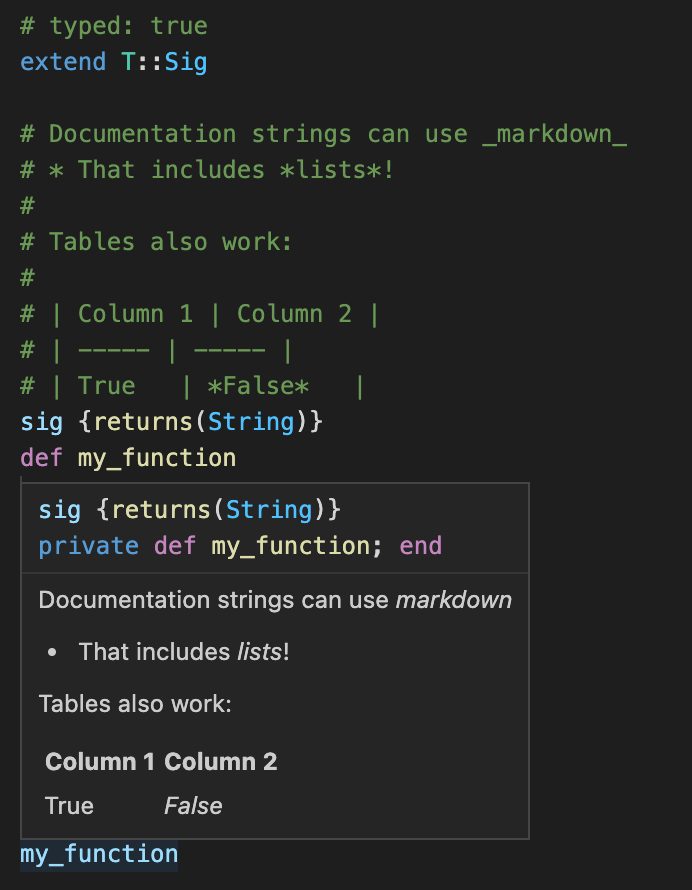 # typed: true
extend T::Sig
# Documentation strings can use _markdown_
# * That includes *lists*!
#
# Tables also work:
#
# | Column 1 | Column 2 |
# | ----- | ----- |
# | True   | *False*   |
sig {returns(String)}
def my_function
sig {returns(String)}
private def my_function; end
Documentation strings can use markdown
• That includes lists!
Tables also work:
Column 1 Column 2
True False
my_function